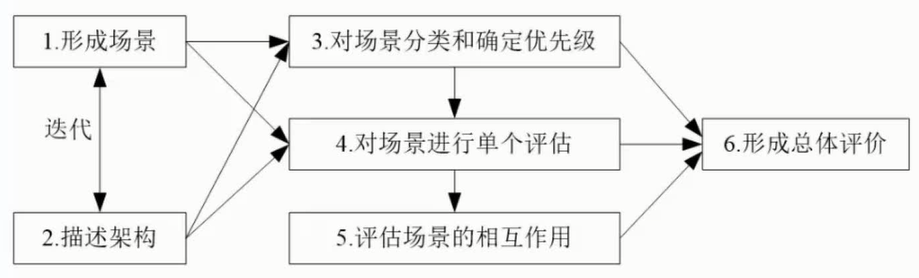 1.形成场景
3.对场景分类和确定优先级
迭代
4.对场景进行单个评估
6.形成总体评价
2.描述架构
5.评估场景的相互作用